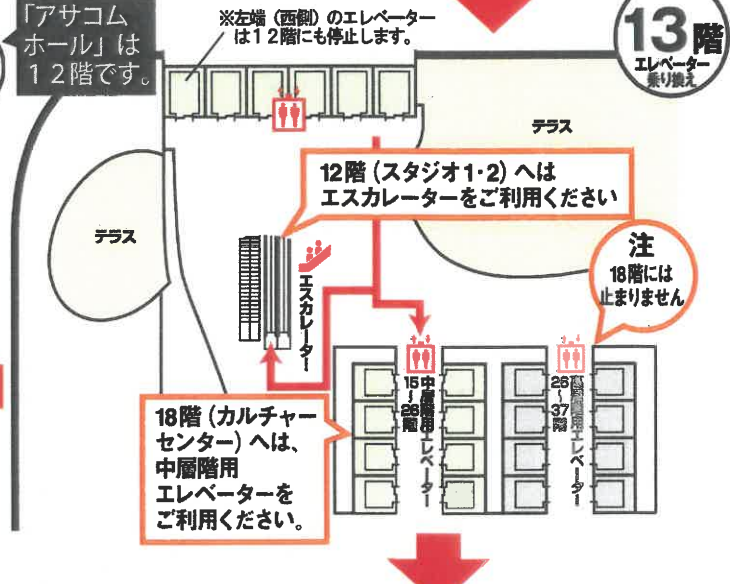 「アサコム
ホール」は
12階です。
※左端（西側）のエレベーター
は12階にも停止します。
13階
エレベーター
乗り換え
テラス
12階（スタジオ1・2）へは
エスカレーターをご利用ください
テラス
エスカレーター
注
18階には
止まりません
中層階用エレベーター
15〜26階
高層階用エレベーター
26〜37階
18階（カルチャー
センター）へは、
中層階用
エレベーターを
ご利用ください。